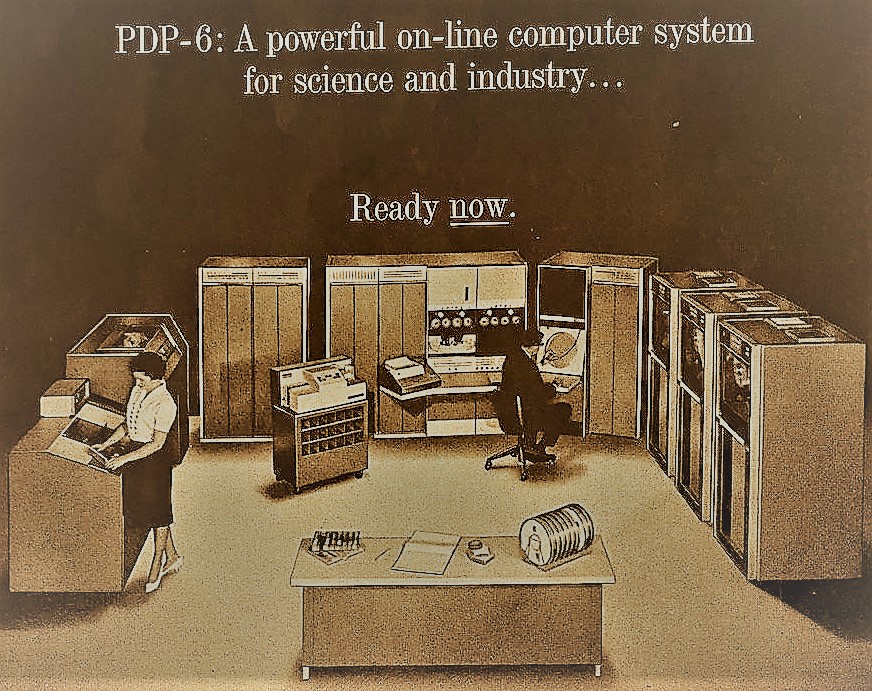 PDP-6: A powerful on-line computer system
for science and industry...
Ready now.